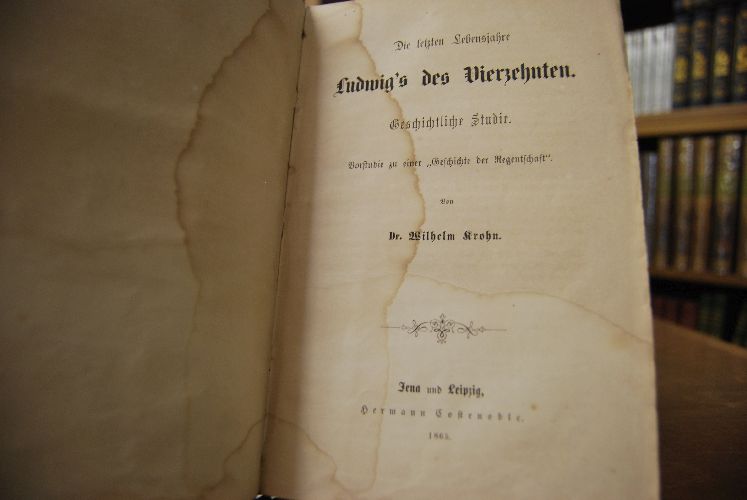 Die letzten Lebensjahre
Ludwig's des Vierzehnten.
Geschichtliche Studie.
Vorstudie zu einer „Geschichte der Regentschaft".
Von
Dr. Wilhelm Krohn.
Jena und Leipzig,
Hermann Costenoble.
1865.